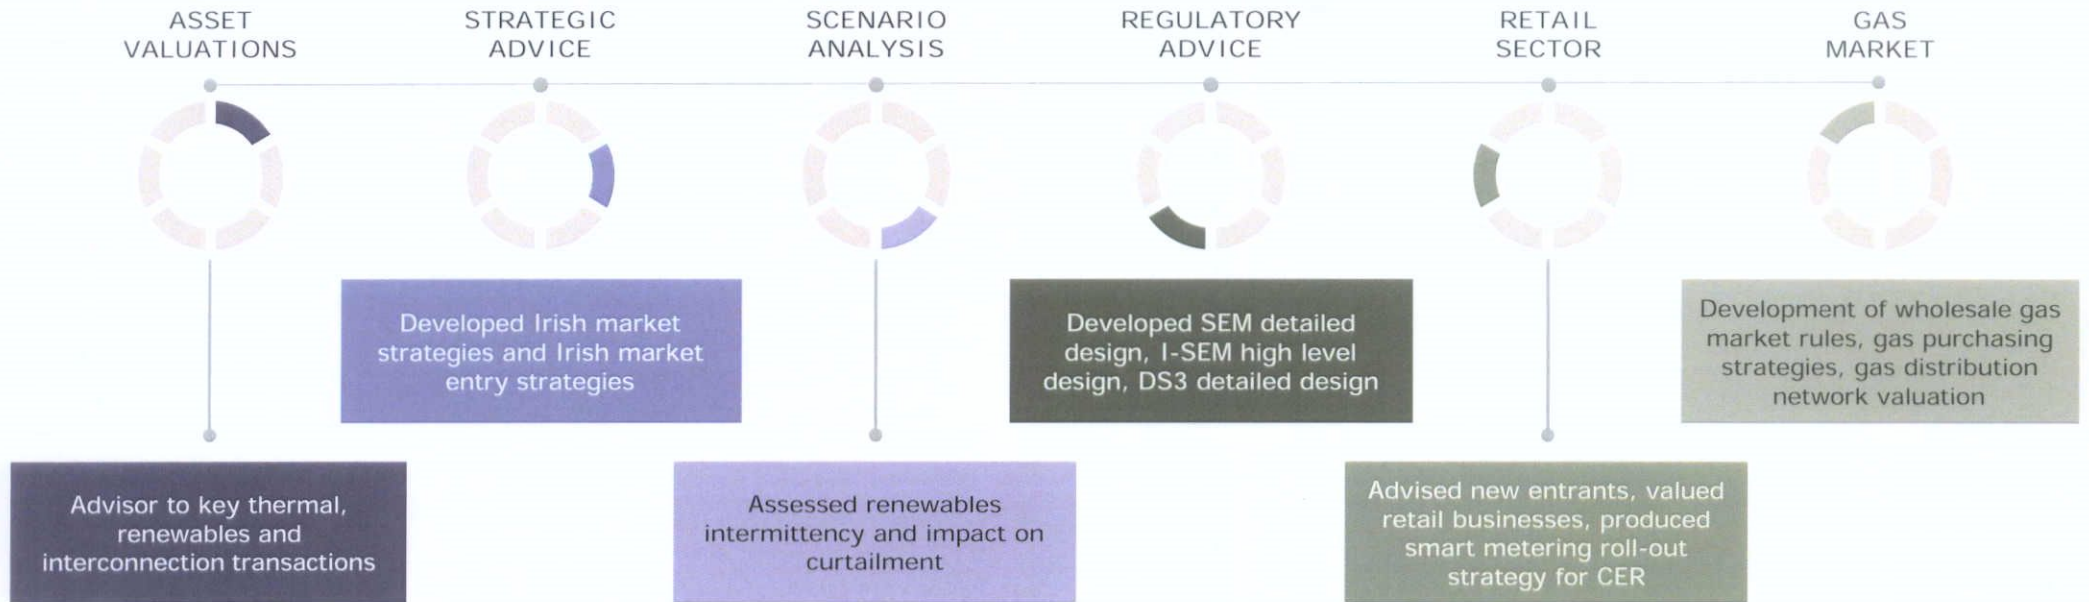 ASSET
VALUATIONS
STRATEGIC
ADVICE
SCENARIO
ANALYSIS
REGULATORY
ADVICE
RETAIL
SECTOR
GAS
MARKET
Developed Irish market
strategies and Irish market
entry strategies
Developed SEM detailed
design, I-SEM high level
design, DS3 detailed design
Development of wholesale gas
market rules, gas purchasing
strategies, gas distribution
network valuation
Advisor to key thermal,
renewables and
interconnection transactions
Assessed renewables
intermittency and impact on
curtailment
Advised new entrants, valued
retail businesses, produced
smart metering roll-out
strategy for CER